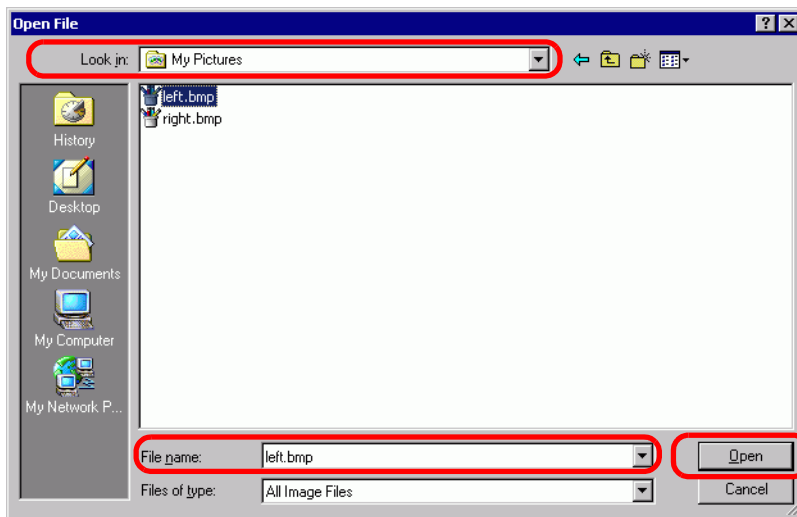 Open File
Look in: My Pictures
left.bmp
right.bmp
History
Desktop
My Documents
My Computer
My Network P...
File name: left.bmp Open
Files of type: All Image Files Cancel